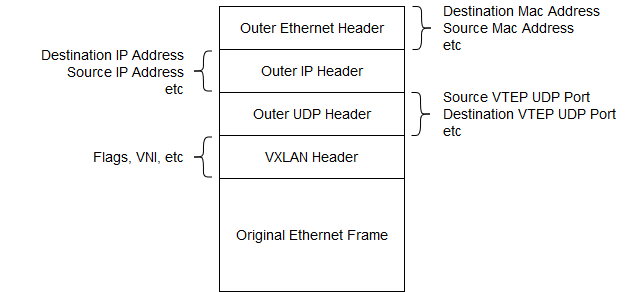 Outer Ethernet Header
Destination Mac Address
Source Mac Address
etc
Destination IP Address
Source IP Address
etc
Outer IP Header
Outer UDP Header
Source VTEP UDP Port
Destination VTEP UDP Port
etc
Flags, VNI, etc
VXLAN Header
Original Ethernet Frame